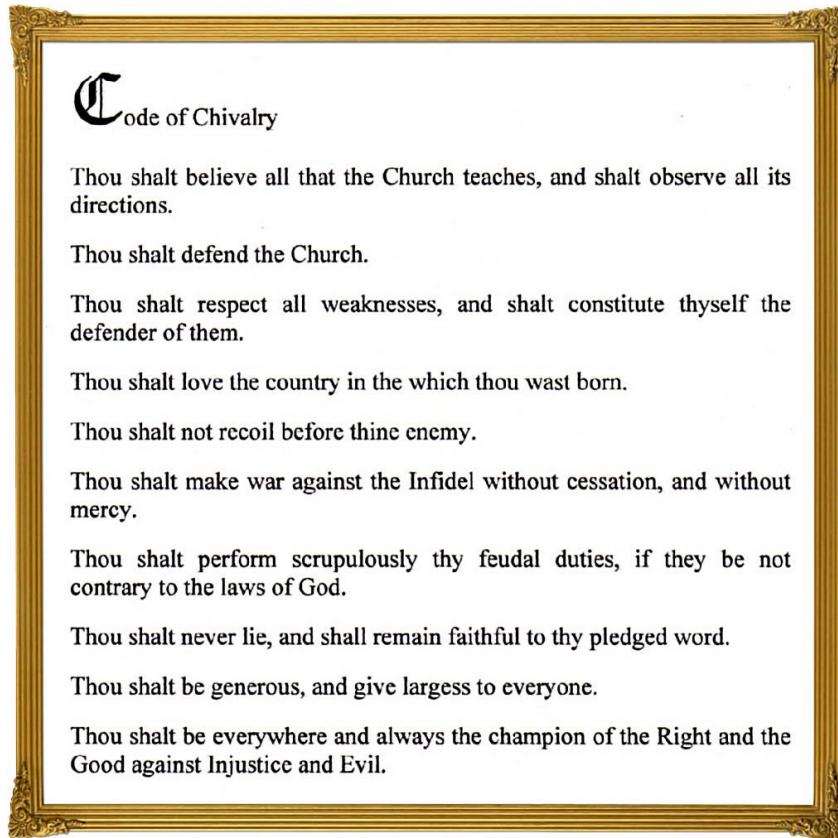 Code of Chivalry
Thou shalt believe all that the Church teaches, and shalt observe all its
directions.
Thou shalt defend the Church.
Thou shalt respect all weaknesses, and shalt constitute thyself the
defender of them.
Thou shalt love the country in the which thou wast born.
Thou shalt not recoil before thine enemy.
Thou shalt make war against the Infidel without cessation, and without
mercy.
Thou shalt perform scrupulously thy feudal duties, if they be not
contrary to the laws of God.
Thou shalt never lie, and shall remain faithful to thy pledged word.
Thou shalt be generous, and give largess to everyone.
Thou shalt be everywhere and always the champion of the Right and the
Good against Injustice and Evil.